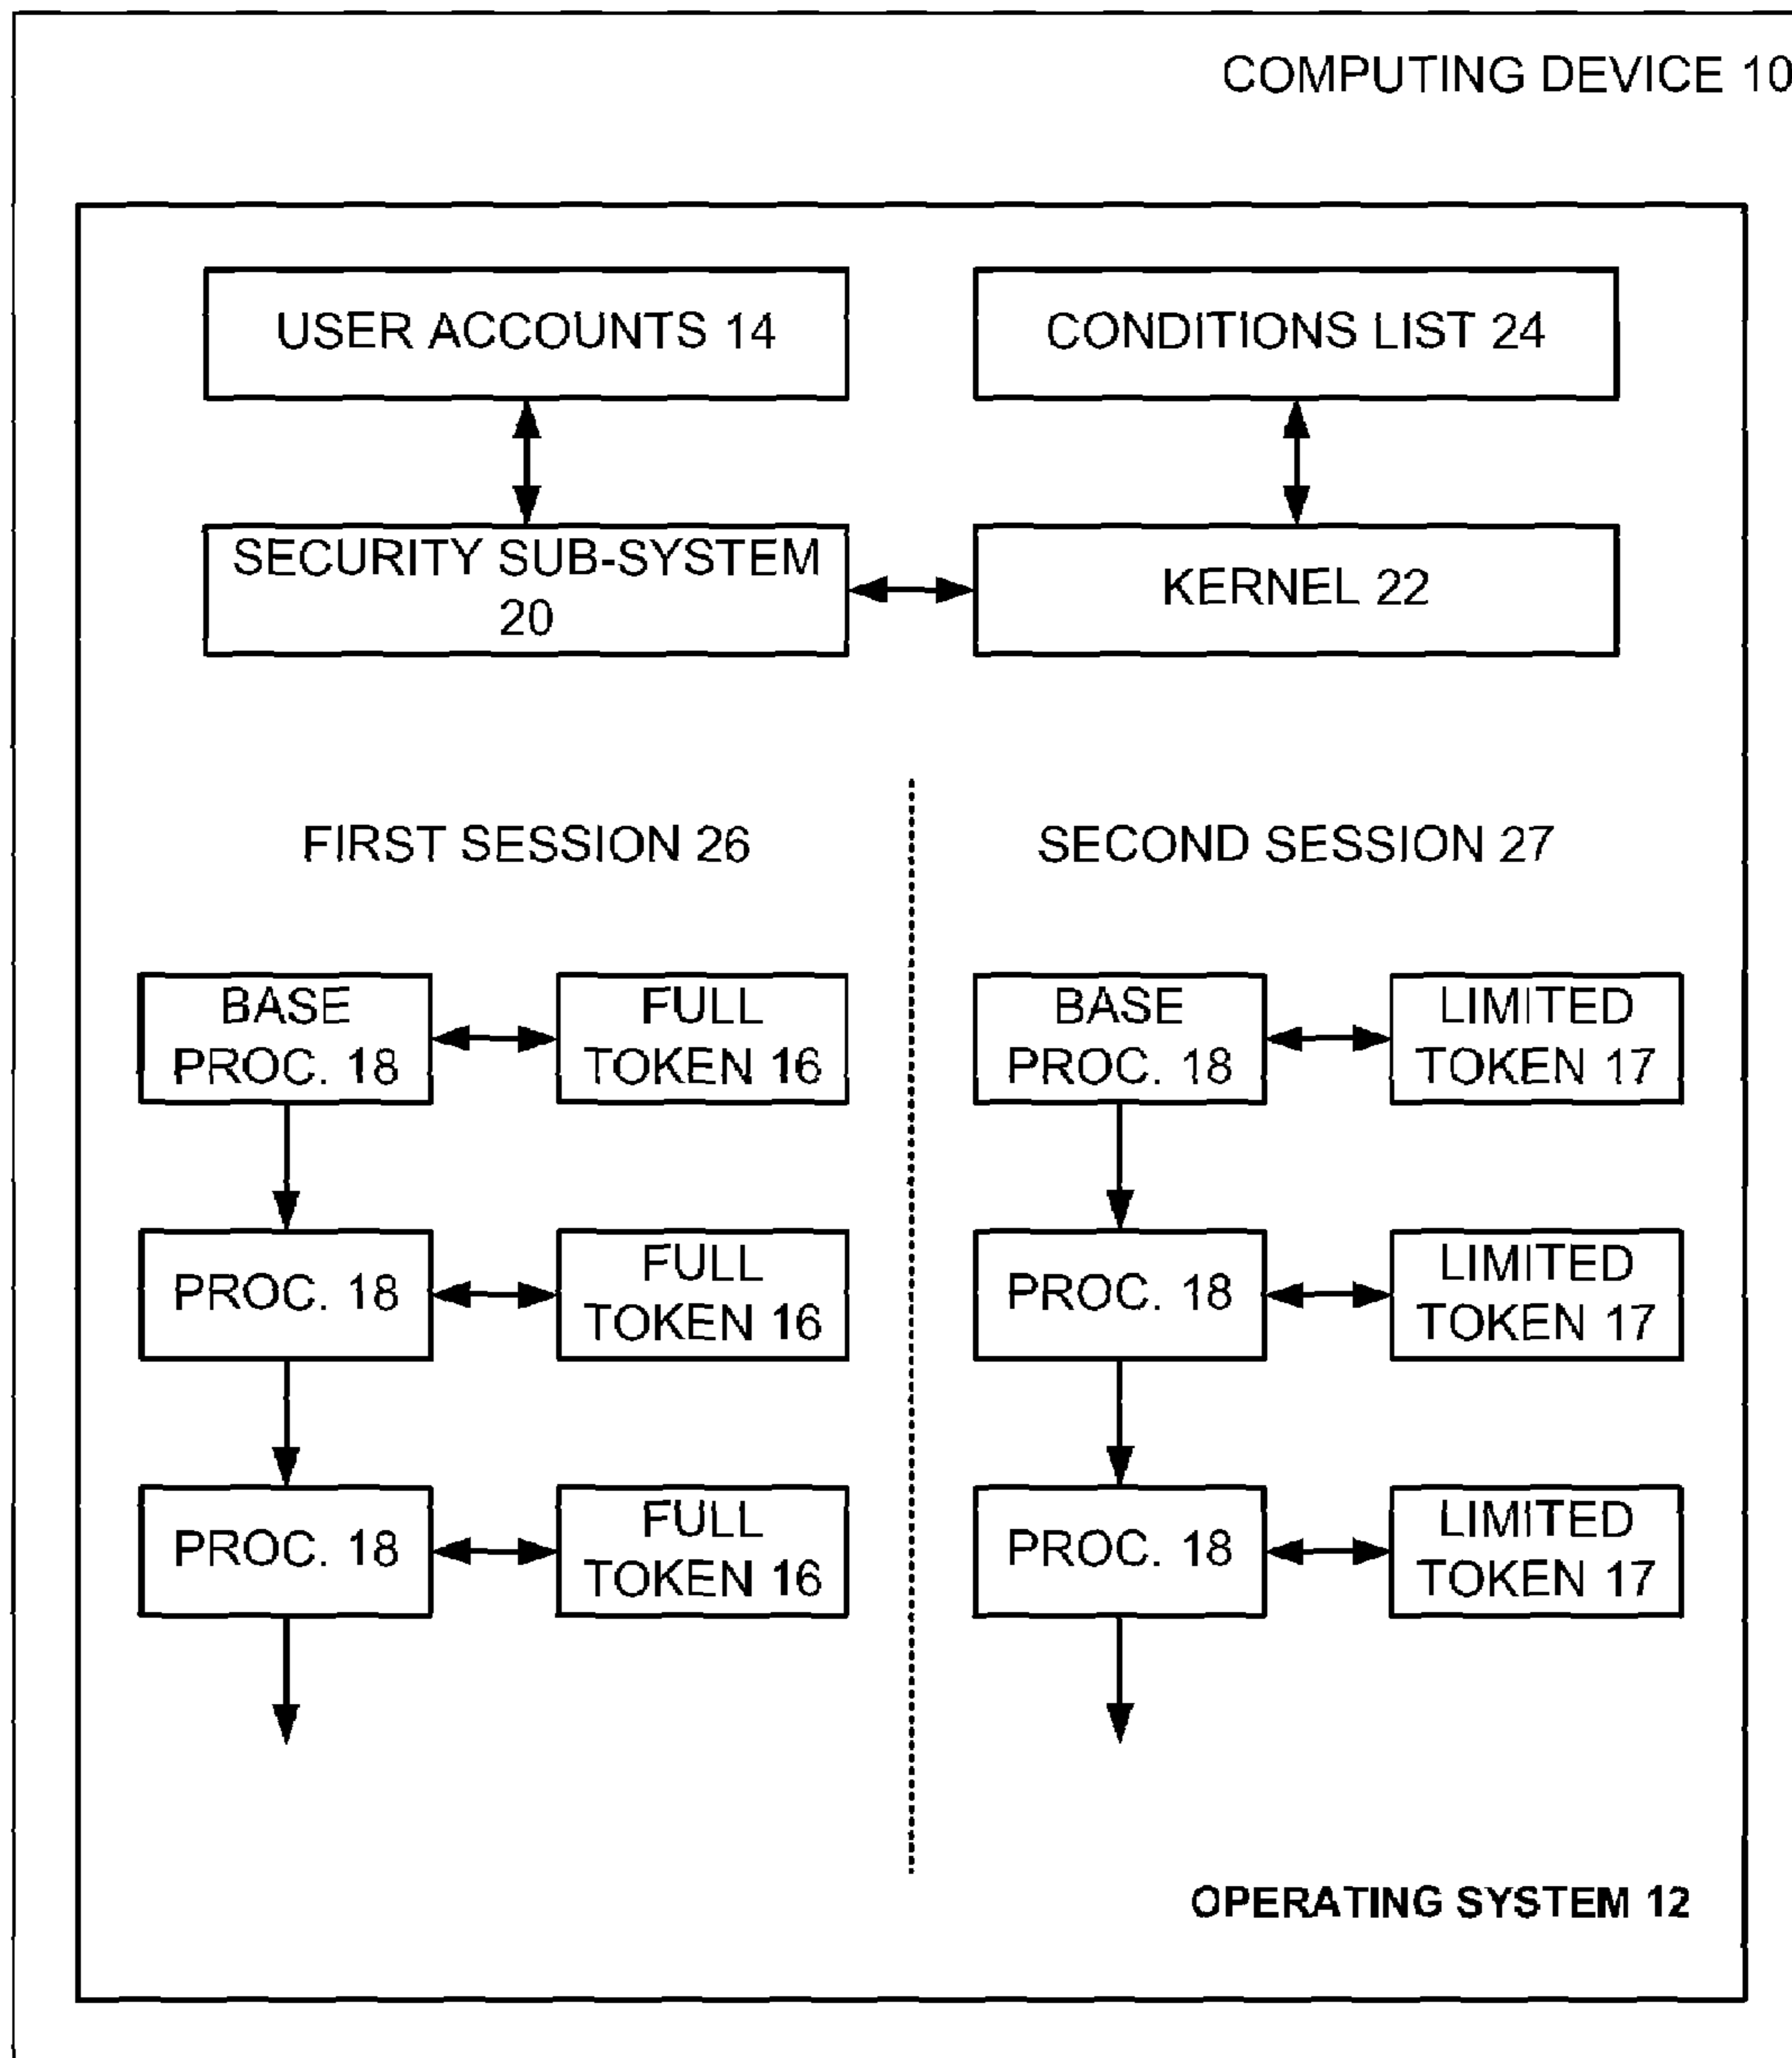 COMPUTING DEVICE 10
USER ACCOUNTS 14
CONDITIONS LIST 24
SECURITY SUB-SYSTEM
20
KERNEL 22
FIRST SESSION 26
SECOND SESSION 27
BASE
PROC. 18
FULL
TOKEN 16
BASE
PROC. 18
LIMITED
TOKEN 17
PROC. 18
FULL
TOKEN 16
PROC. 18
LIMITED
TOKEN 17
PROC. 18
FULL
TOKEN 16
PROC. 18
LIMITED
TOKEN 17
OPERATING SYSTEM 12